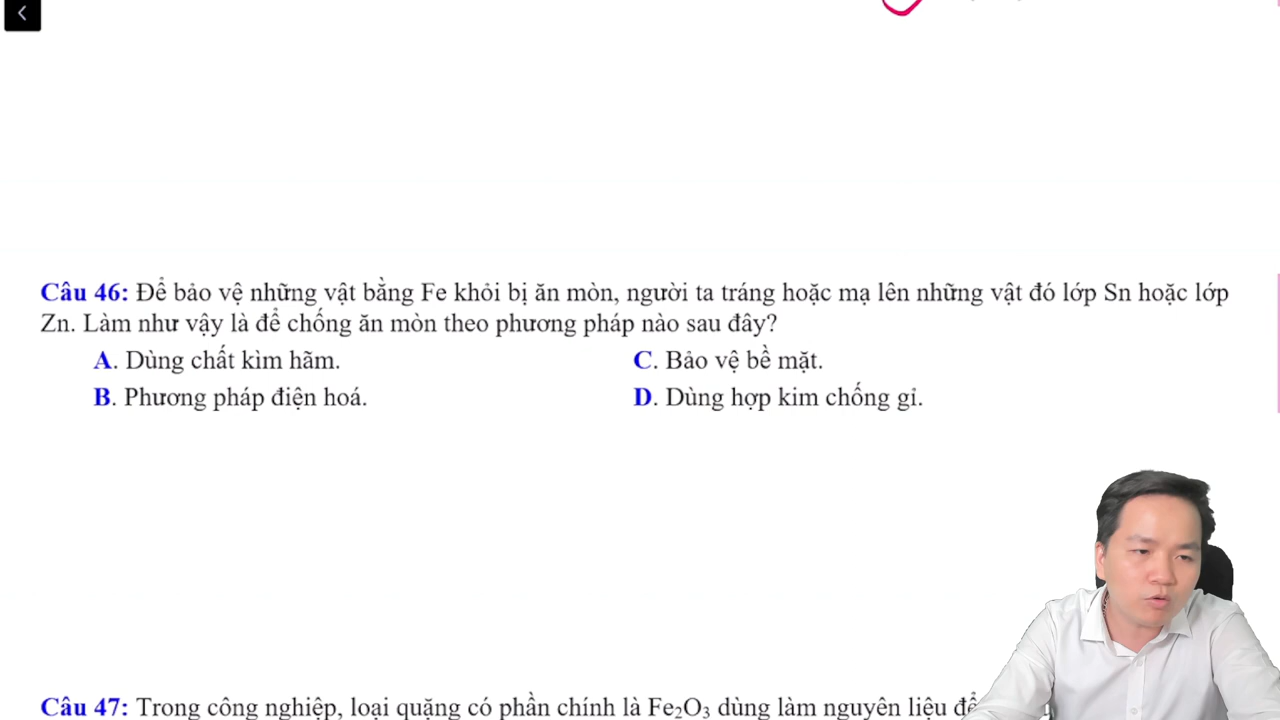 Câu 46: Để bảo vệ những vật bằng Fe khỏi bị ăn mòn, người ta tráng hoặc mạ lên những vật đó lớp Sn hoặc lớp
Zn. Làm như vậy là để chống ăn mòn theo phương pháp nào sau đây?
A. Dùng chất kìm hãm.
C. Bảo vệ bề mặt.
B. Phương pháp điện hoá.
D. Dùng hợp kim chống gỉ.
Câu 47: Trong công nghiệp, loại quặng có phần chính là Fe₂O₃ dùng làm nguyên liệu để